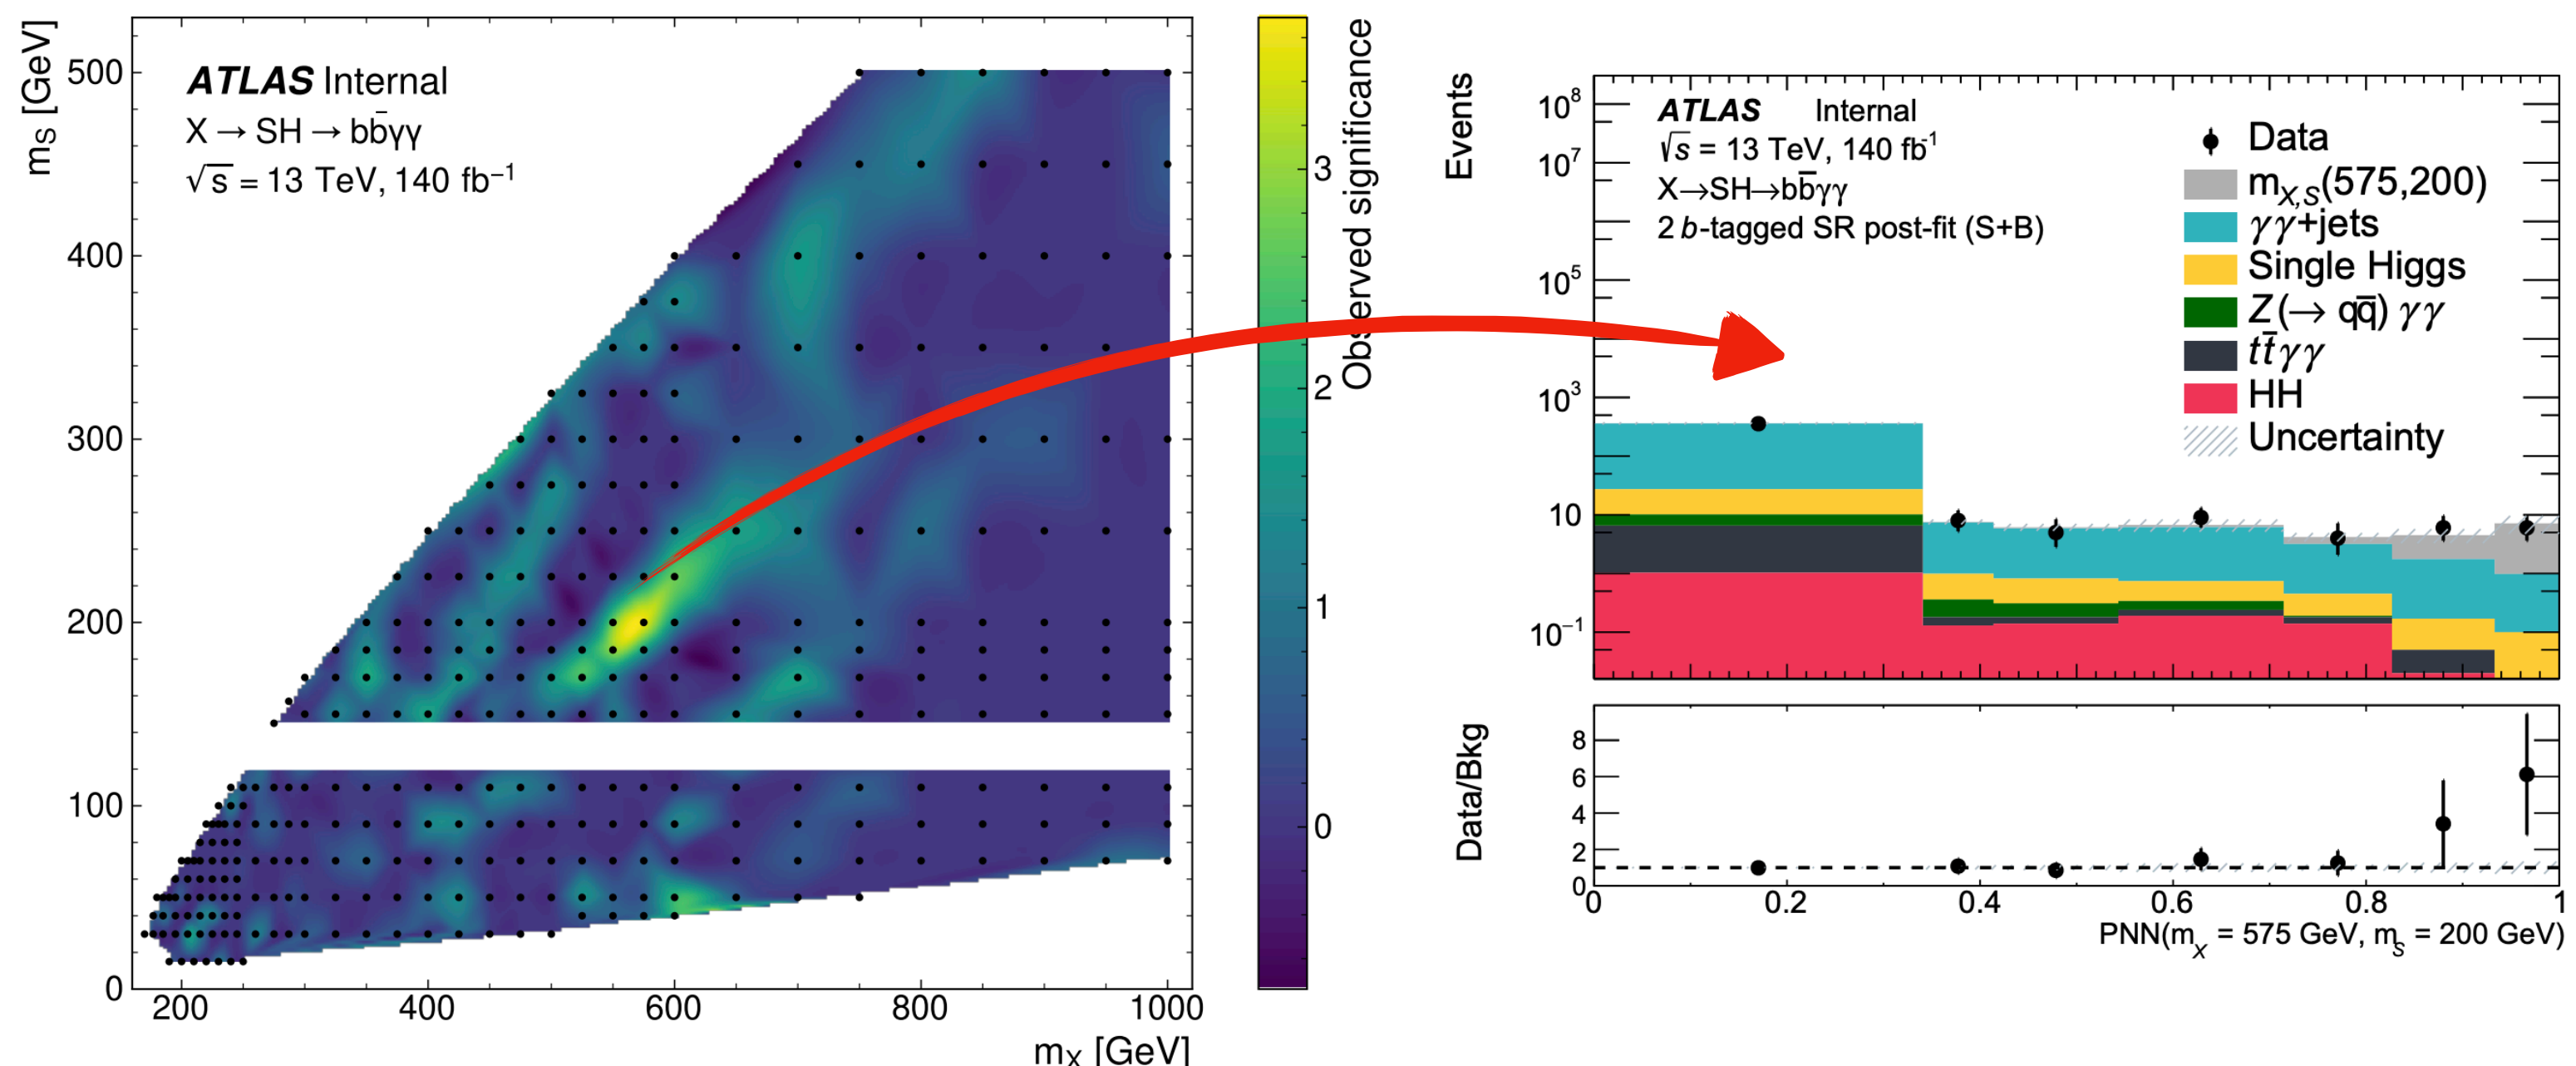 m_S [GeV]
500
400
300
200
100
0
ATLAS Internal
X → SH → bb̄γγ
√s = 13 TeV, 140 fb⁻¹
200
400
600
800
1000
m_X [GeV]
3
2
1
0
Observed significance
Events
10⁸
10⁷
10⁵
10³
10
10⁻¹
ATLAS Internal
√s = 13 TeV, 140 fb⁻¹
X→SH→bb̄γγ
2 b-tagged SR post-fit (S+B)
Data
m_X,S(575,200)
γγ+jets
Single Higgs
Z(→ qq̄) γγ
tt̄γγ
HH
Uncertainty
Data/Bkg
8
6
4
2
0
0
0.2
0.4
0.6
0.8
1
PNN(m_X = 575 GeV, m_S = 200 GeV)